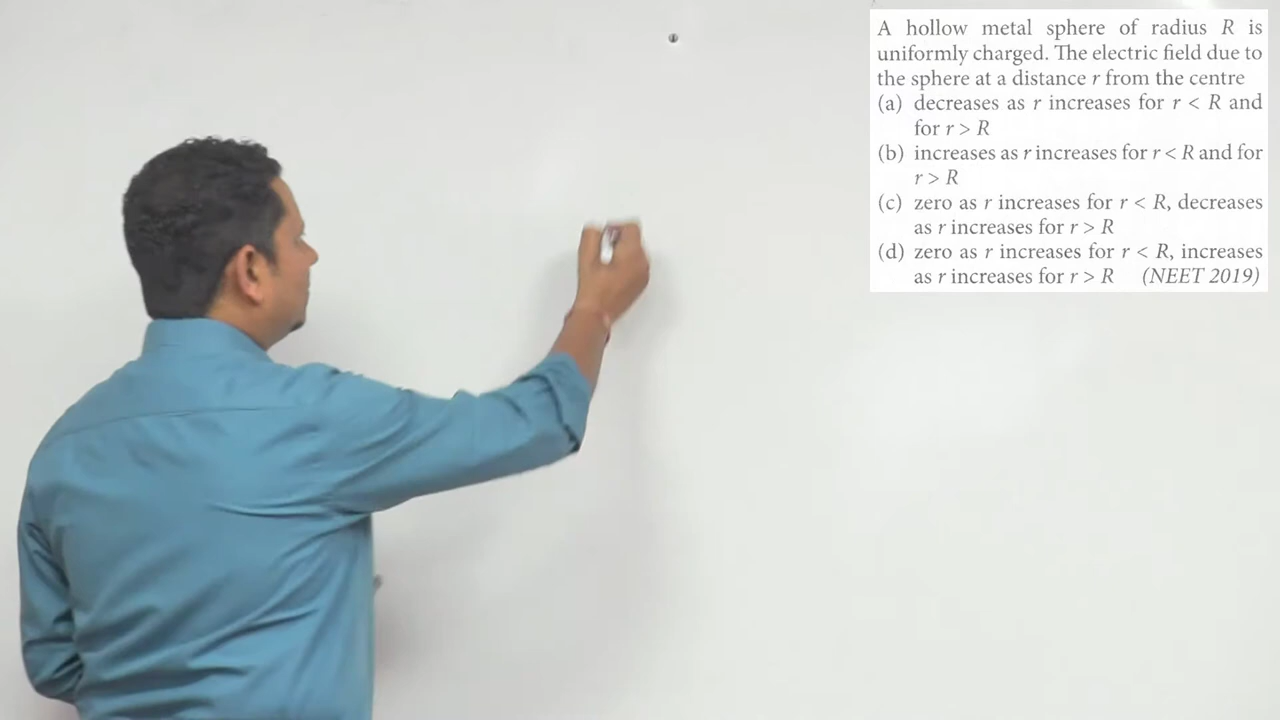 A hollow metal sphere of radius R is
uniformly charged. The electric field due to
the sphere at a distance r from the centre
(a) decreases as r increases for r < R and
for r > R
(b) increases as r increases for r < R and for
r > R
(c) zero as r increases for r < R, decreases
as r increases for r > R
(d) zero as r increases for r < R, increases
as r increases for r > R (NEET 2019)